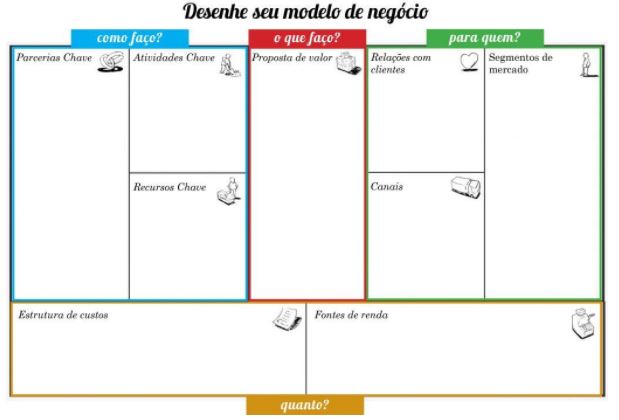 Desenhe seu modelo de negócio
como faço?
o que faço?
para quem?
Parcerias Chave
Atividades Chave
Proposta de valor
Relações com
clientes
Segmentos de
mercado
Recursos Chave
Canais
Estrutura de custos
Fontes de renda
quanto?